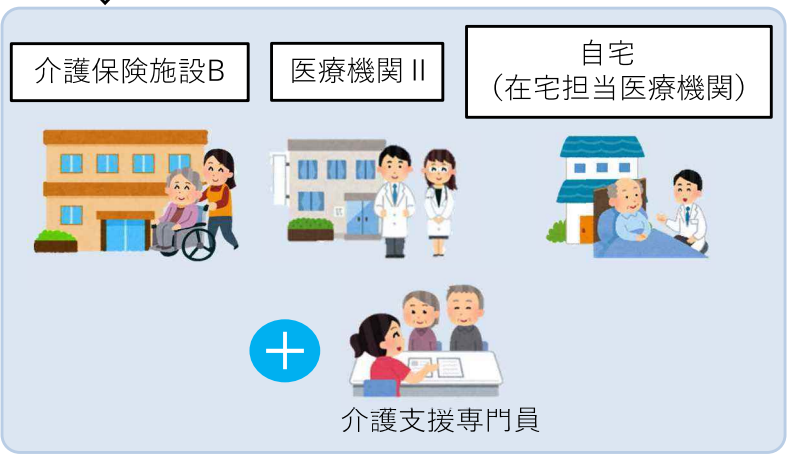 介護保険施設B
医療機関Ⅱ
自宅
（在宅担当医療機関）
介護支援専門員